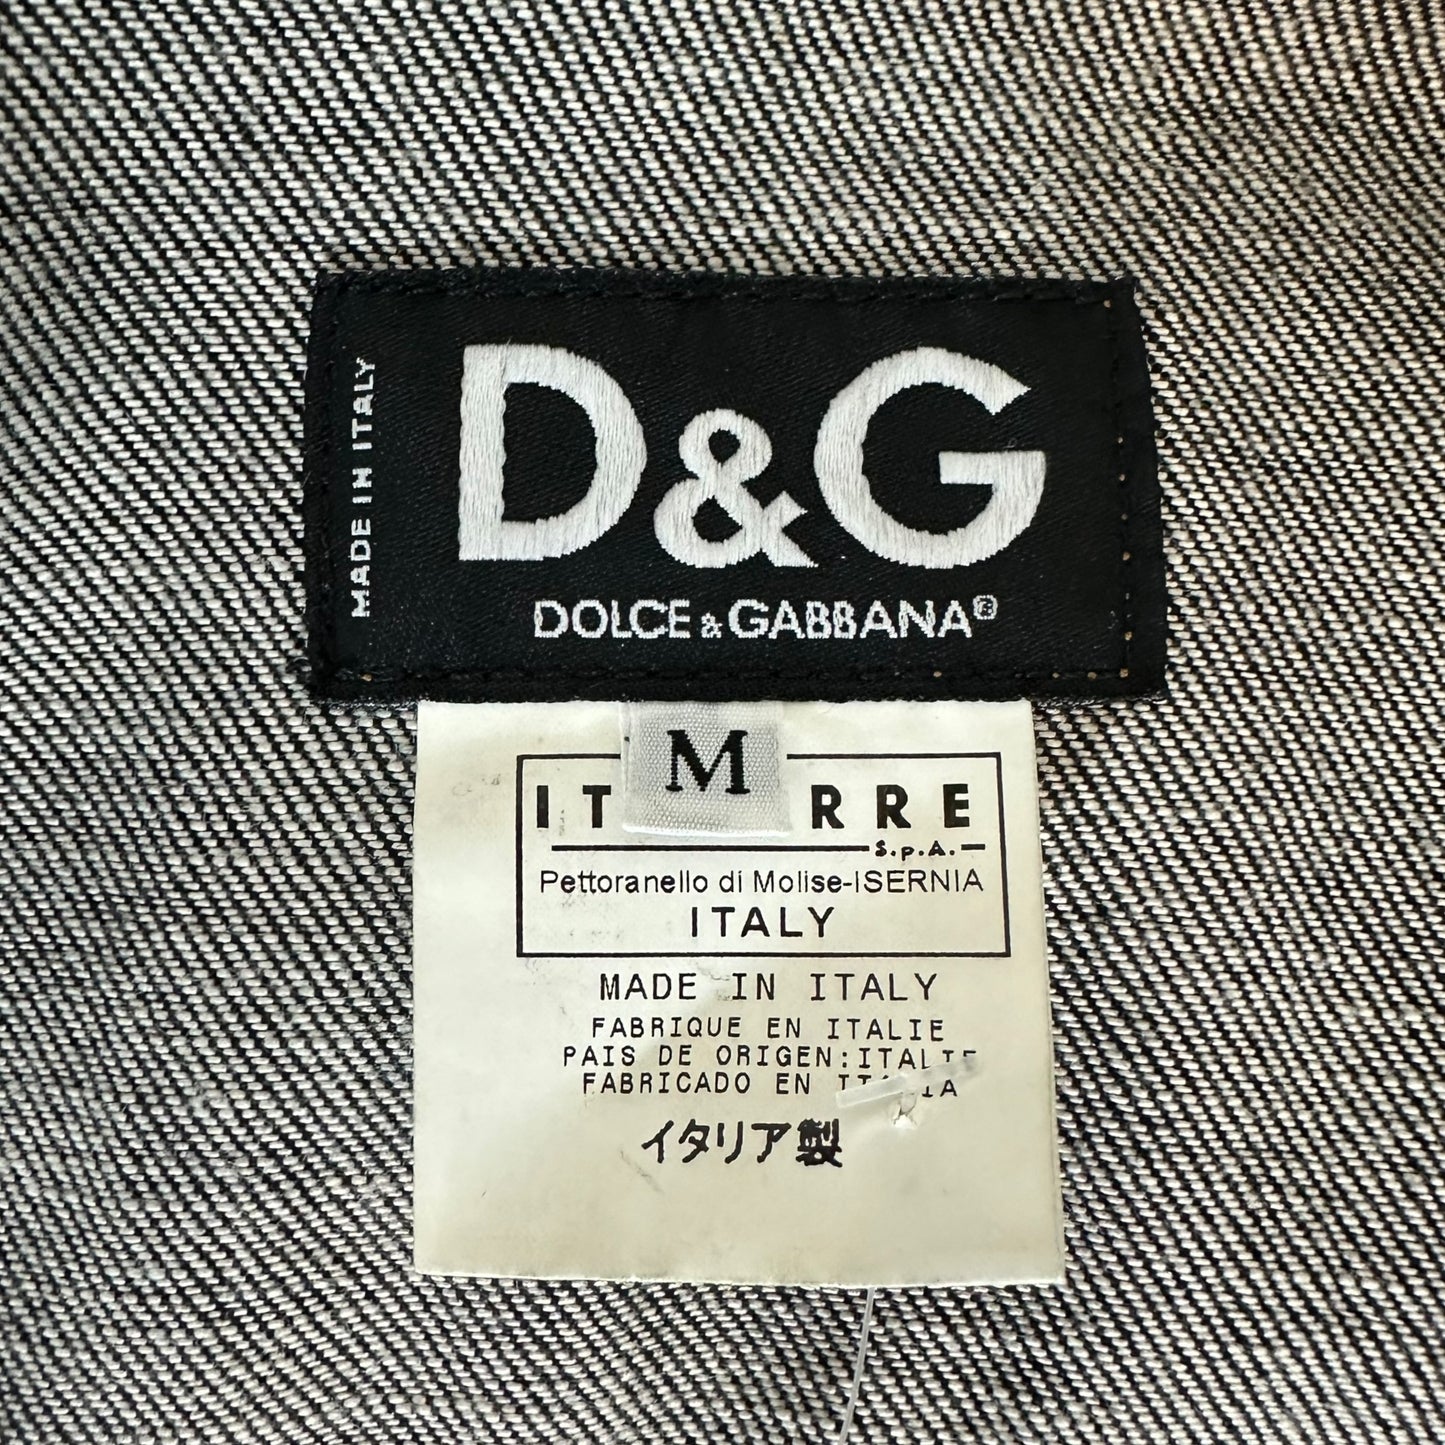 MADE IN ITALY
D&G
DOLCE & GABBANA®
M
IT RRE
S.p.A.
Pettoranello di Molise-ISERNIA
ITALY
MADE IN ITALY
FABRIQUE EN ITALIE
PAIS DE ORIGEN:ITALIE
FABRICADO EN
イタリア製